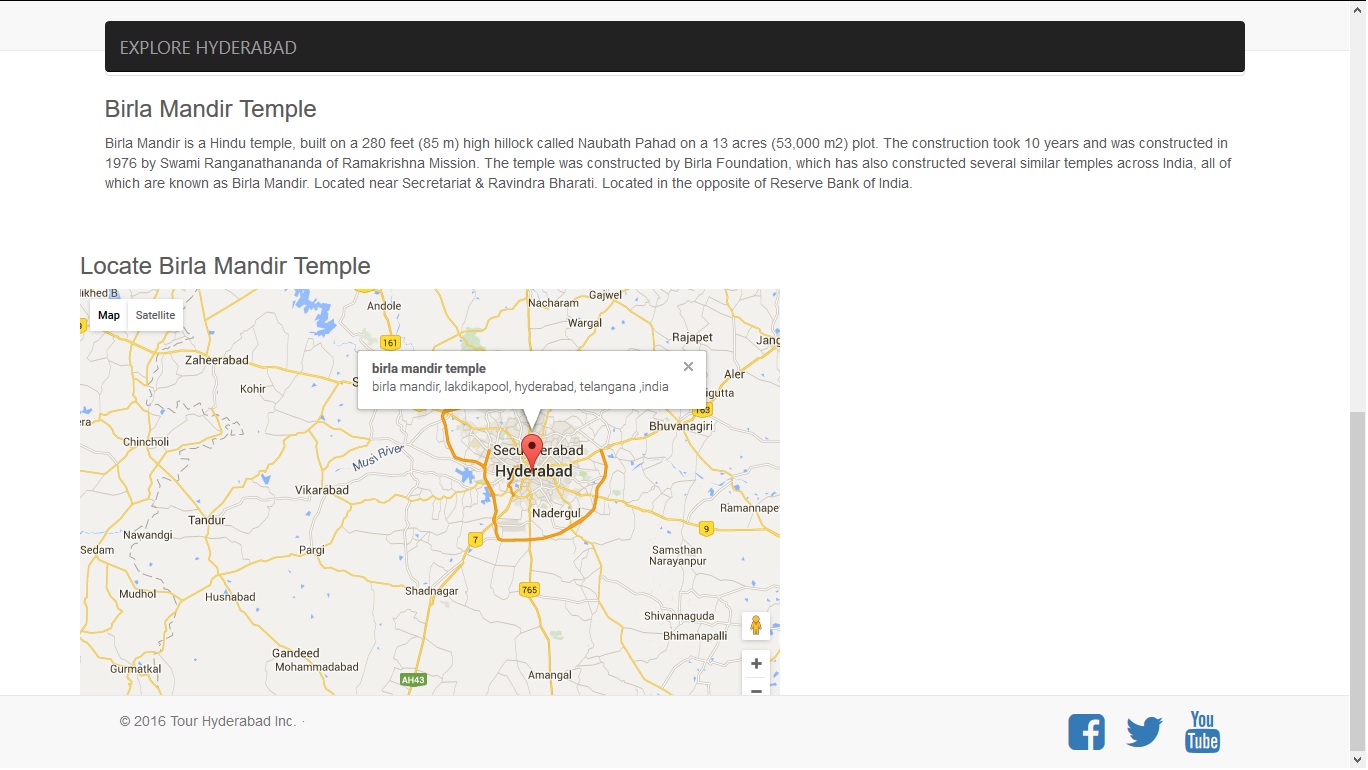 EXPLORE HYDERABAD
Birla Mandir Temple
Birla Mandir is a Hindu temple, built on a 280 feet (85 m) high hillock called Naubath Pahad on a 13 acres (53,000 m2) plot. The construction took 10 years and was constructed in
1976 by Swami Ranganathananda of Ramakrishna Mission. The temple was constructed by Birla Foundation, which has also constructed several similar temples across India, all of
which are known as Birla Mandir. Located near Secretariat & Ravindra Bharati. Located in the opposite of Reserve Bank of India.
Locate Birla Mandir Temple
Map Satellite
Andole
Nacharam
Gajwel
Wargal
161
Rajapet
Zaheerabad
birla mandir temple
birla mandir, lakdikapool, hyderabad, telangana ,india
Aler
Kohir
163
Bhuvanagiri
Chincholi
Musi River
Hyderabad
Vikarabad
Ramannapet
Tandur
Nadergul
9
Nawandgi
7
Sedam
Pargi
Samsthan
Narayanpur
Mudhol
Husnabad
Shadnagar
765
Shivannaguda
Bhimanapalli
Gandeed
Mohammadabad
Gurmatkal
AH43
Amangal
© 2016 Tour Hyderabad Inc. ·
You
Tube